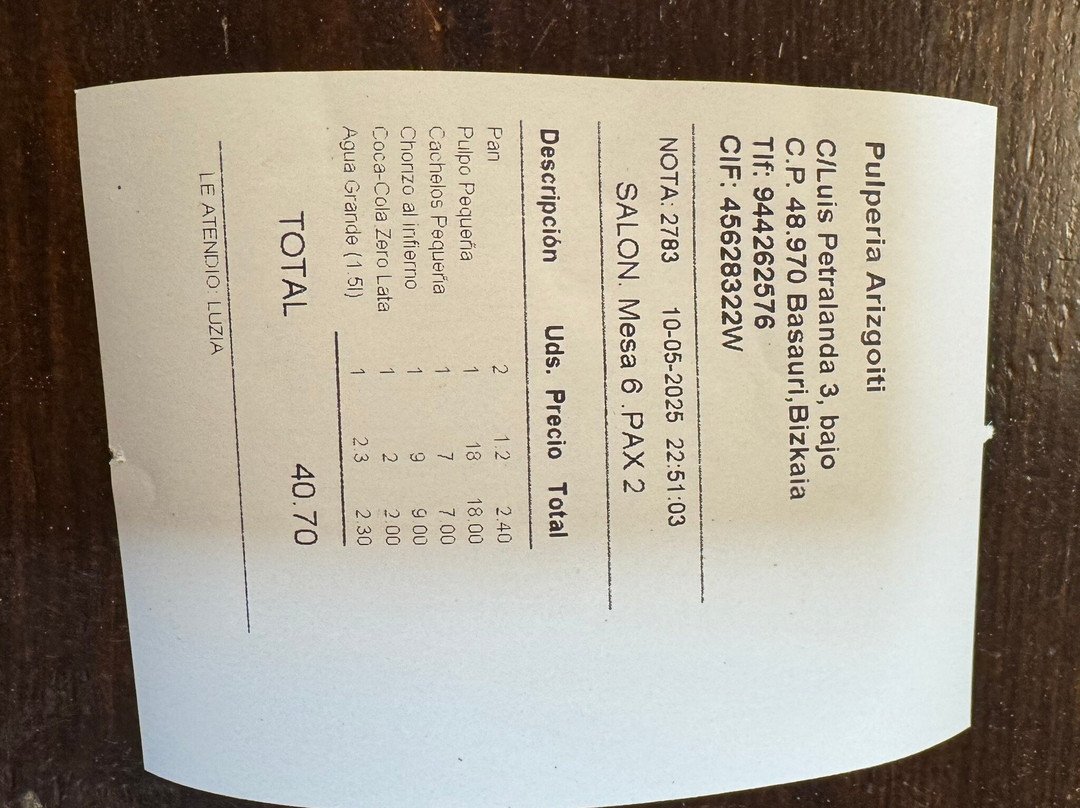 Pulperia Arizgoiti
C/Luis Petralanda 3, bajo
C.P. 48.970 Basauri,Bizkaia
Tlf: 944262576
CIF: 45628322W
NOTA: 2783 10-05-2025 22:51:03
SALON. Mesa 6 .PAX 2
Descripción Uds. Precio Total
Pan 2 1.2 2.40
Pulpo Pequeña 1 18 18.00
Cachelos Pequeña 1 7 7.00
Chorizo al infierno 1 9 9.00
Coca-Cola Zero Lata 1 2 2.00
Agua Grande (1.5l) 1 2.3 2.30
TOTAL 40.70
LE ATENDIO: LUZIA